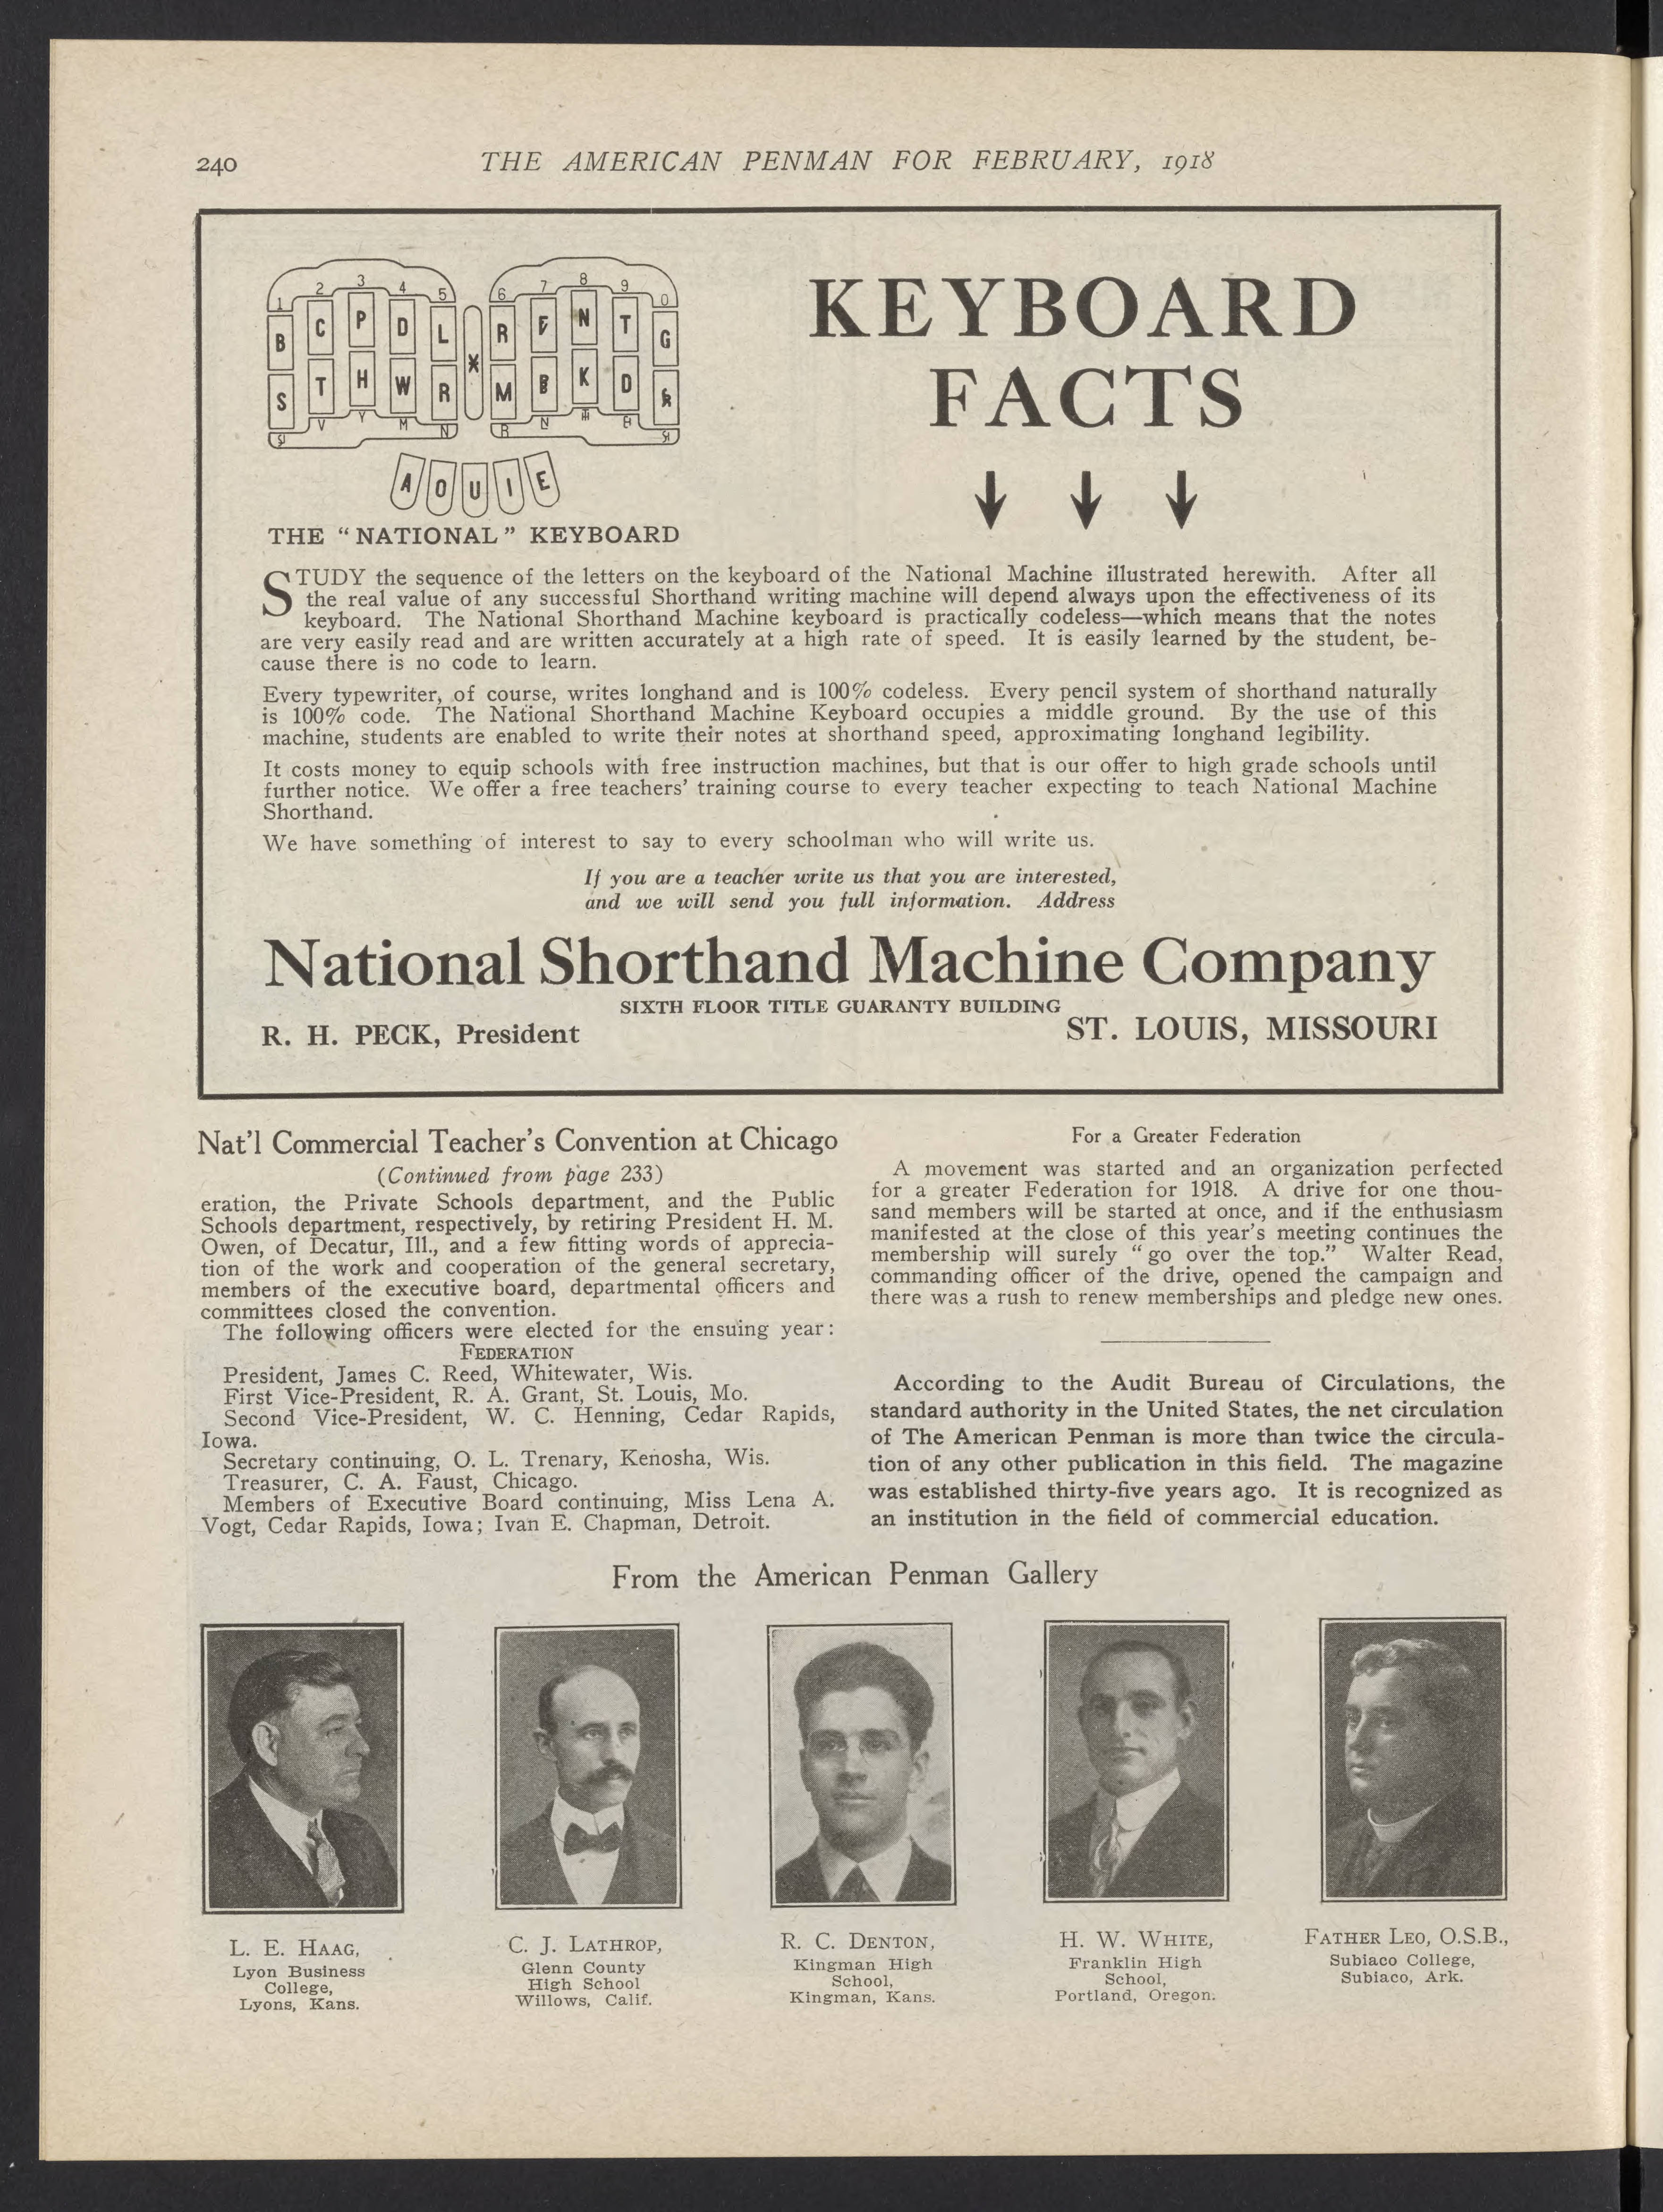 240
THE AMERICAN PENMAN FOR FEBRUARY, 1918
1 2 3 4 5 6 7 8 9 0
B C P D L R F N T G
S T H W R X M B K D
V Y M N R N
A O U I E
THE "NATIONAL" KEYBOARD
KEYBOARD
FACTS
STUDY the sequence of the letters on the keyboard of the National Machine illustrated herewith. After all
the real value of any successful Shorthand writing machine will depend always upon the effectiveness of its
keyboard. The National Shorthand Machine keyboard is practically codeless—which means that the notes
are very easily read and are written accurately at a high rate of speed. It is easily learned by the student, be-
cause there is no code to learn.
Every typewriter, of course, writes longhand and is 100% codeless. Every pencil system of shorthand naturally
is 100% code. The National Shorthand Machine Keyboard occupies a middle ground. By the use of this
machine, students are enabled to write their notes at shorthand speed, approximating longhand legibility.
It costs money to equip schools with free instruction machines, but that is our offer to high grade schools until
further notice. We offer a free teachers' training course to every teacher expecting to teach National Machine
Shorthand.
We have something of interest to say to every schoolman who will write us.
If you are a teacher write us that you are interested,
and we will send you full information. Address
National Shorthand Machine Company
SIXTH FLOOR TITLE GUARANTY BUILDING
R. H. PECK, President
ST. LOUIS, MISSOURI
Nat'l Commercial Teacher's Convention at Chicago
(Continued from page 233)
eration, the Private Schools department, and the Public
Schools department, respectively, by retiring President H. M.
Owen, of Decatur, Ill., and a few fitting words of apprecia-
tion of the work and cooperation of the general secretary,
members of the executive board, departmental officers and
committees closed the convention.
The following officers were elected for the ensuing year:
FEDERATION
President, James C. Reed, Whitewater, Wis.
First Vice-President, R. A. Grant, St. Louis, Mo.
Second Vice-President, W. C. Henning, Cedar Rapids,
Iowa.
Secretary continuing, O. L. Trenary, Kenosha, Wis.
Treasurer, C. A. Faust, Chicago.
Members of Executive Board continuing, Miss Lena A.
Vogt, Cedar Rapids, Iowa; Ivan E. Chapman, Detroit.
For a Greater Federation
A movement was started and an organization perfected
for a greater Federation for 1918. A drive for one thou-
sand members will be started at once, and if the enthusiasm
manifested at the close of this year's meeting continues the
membership will surely "go over the top." Walter Read,
commanding officer of the drive, opened the campaign and
there was a rush to renew memberships and pledge new ones.
According to the Audit Bureau of Circulations, the
standard authority in the United States, the net circulation
of The American Penman is more than twice the circula-
tion of any other publication in this field. The magazine
was established thirty-five years ago. It is recognized as
an institution in the field of commercial education.
From the American Penman Gallery
L. E. HAAG,
Lyon Business
College,
Lyons, Kans.
C. J. LATHROP,
Glenn County
High School
Willows, Calif.
R. C. DENTON,
Kingman High
School,
Kingman, Kans.
H. W. WHITE,
Franklin High
School,
Portland, Oregon.
FATHER LEO, O.S.B.,
Subiaco College,
Subiaco, Ark.